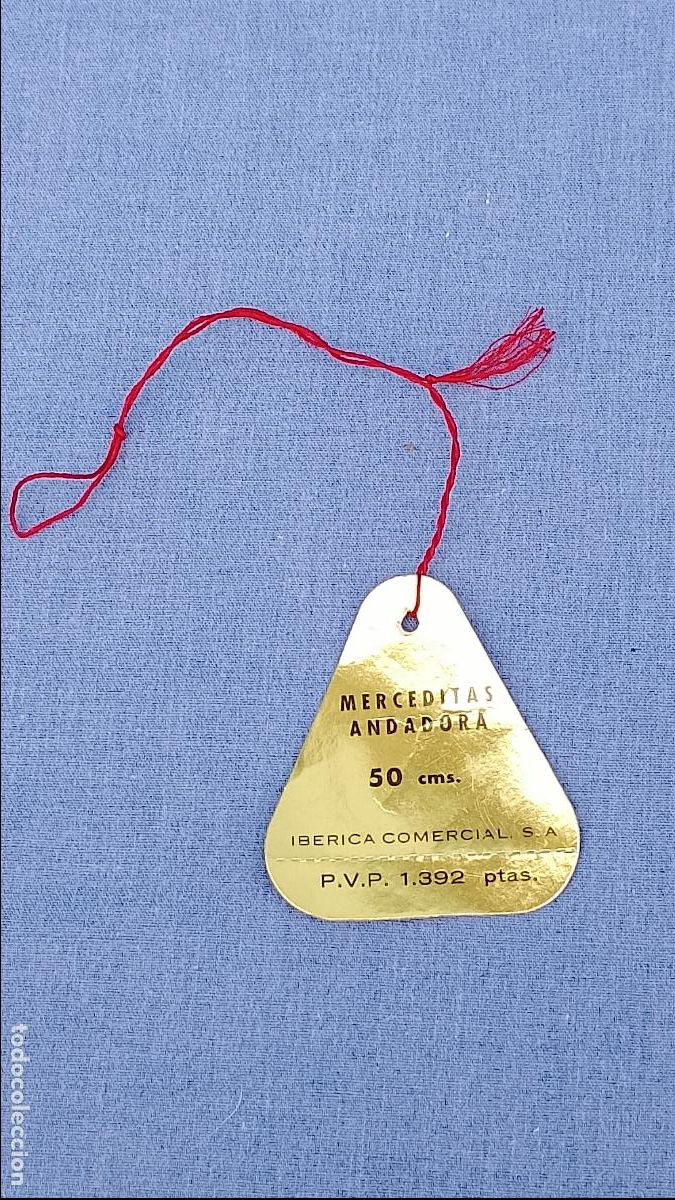 MERCEDITAS
ANDADORA
50 cms.
IBERICA COMERCIAL. S.A
P.V.P. 1.392 ptas.
todocoleccion